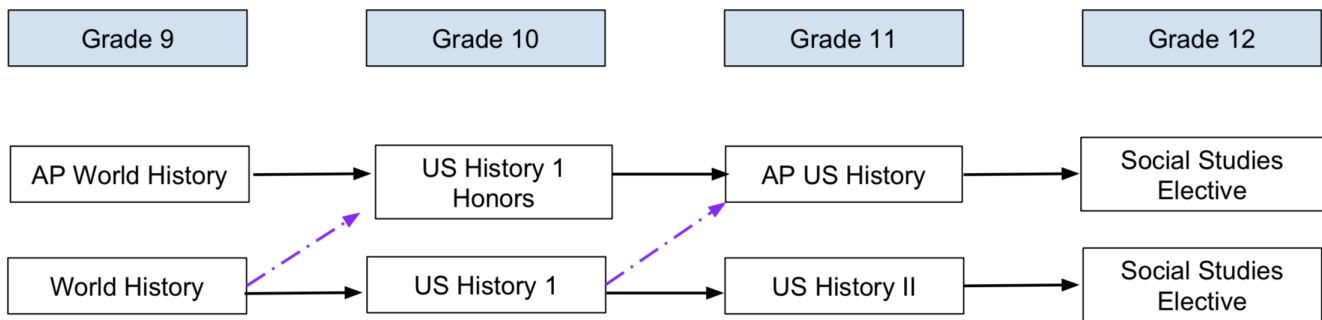 Grade 9
Grade 10
Grade 11
Grade 12
AP World History
US History 1
Honors
AP US History
Social Studies
Elective
World History
US History 1
US History II
Social Studies
Elective